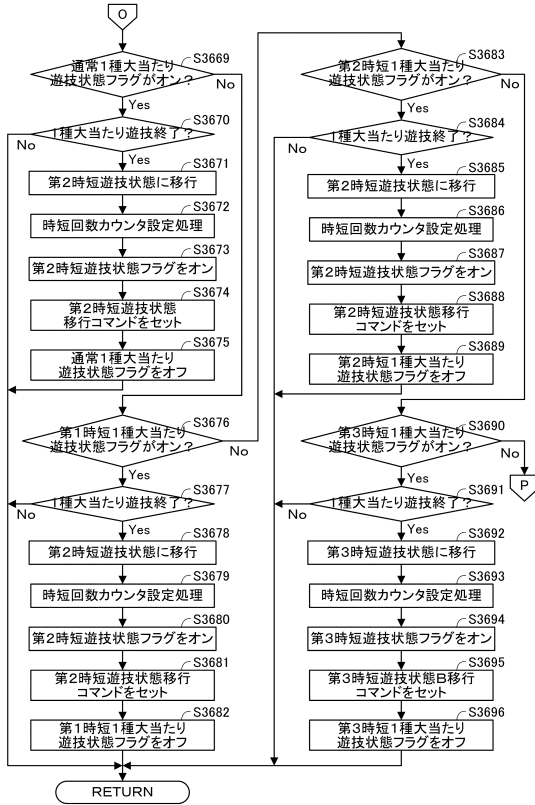 O
S3669
通常1種大当たり
遊技状態フラグがオン?
No
Yes
S3670
1種大当たり遊技終了?
No
Yes
S3671
第2時短遊技状態に移行
S3672
時短回数カウンタ設定処理
S3673
第2時短遊技状態フラグをオン
S3674
第2時短遊技状態
移行コマンドをセット
S3675
通常1種大当たり
遊技状態フラグをオフ
S3676
第1時短1種大当たり
遊技状態フラグがオン?
No
Yes
S3677
1種大当たり遊技終了?
No
Yes
S3678
第2時短遊技状態に移行
S3679
時短回数カウンタ設定処理
S3680
第2時短遊技状態フラグをオン
S3681
第2時短遊技状態移行
コマンドをセット
S3682
第1時短1種大当たり
遊技状態フラグをオフ
RETURN
S3683
第2時短1種大当たり
遊技状態フラグがオン?
No
Yes
S3684
1種大当たり遊技終了?
No
Yes
S3685
第2時短遊技状態に移行
S3686
時短回数カウンタ設定処理
S3687
第2時短遊技状態フラグをオン
S3688
第2時短遊技状態移行
コマンドをセット
S3689
第2時短1種大当たり
遊技状態フラグをオフ
S3690
第3時短1種大当たり
遊技状態フラグがオン?
No
P
Yes
S3691
1種大当たり遊技終了?
No
Yes
S3692
第3時短遊技状態に移行
S3693
時短回数カウンタ設定処理
S3694
第3時短遊技状態フラグをオン
S3695
第3時短遊技状態B移行
コマンドをセット
S3696
第3時短1種大当たり
遊技状態フラグをオフ